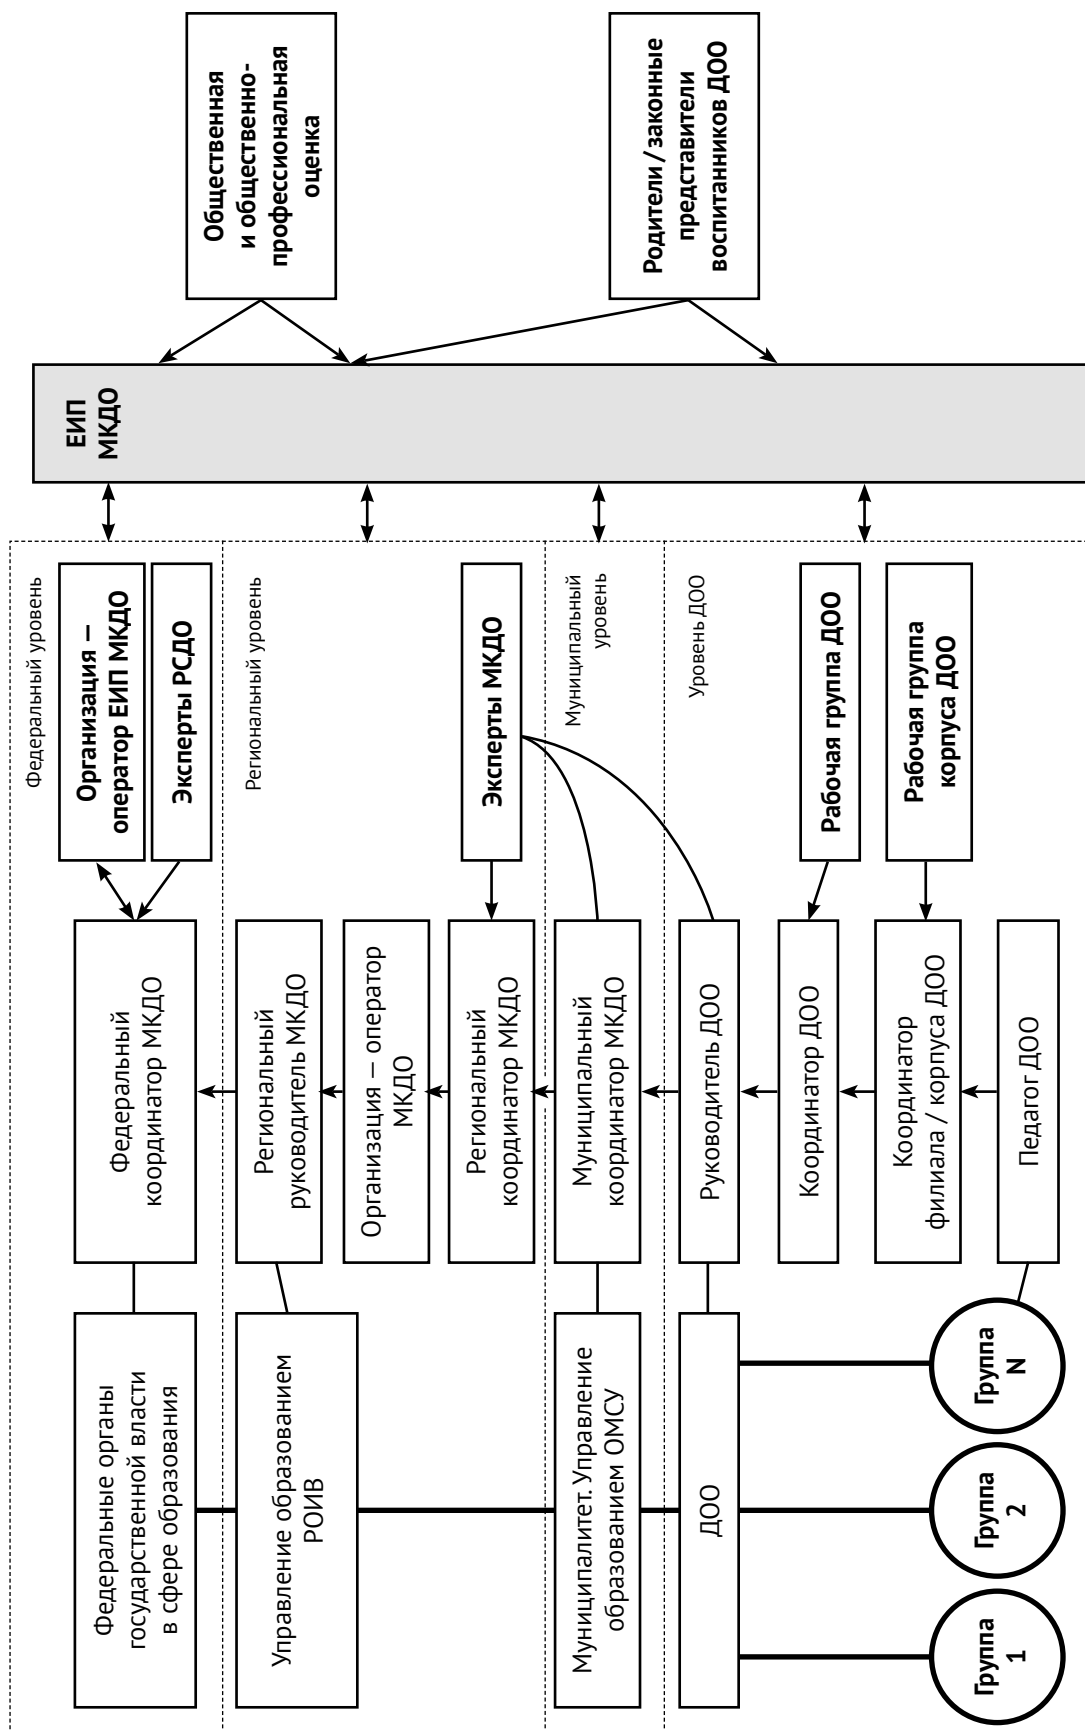 Федеральный уровень
Федеральные органы
государственной власти
в сфере образования
Федеральный
координатор МКДО
Организация —
оператор ЕИП МКДО
Эксперты РСДО
Региональный уровень
Управление образованием
РОИВ
Региональный
руководитель МКДО
Организация — оператор
МКДО
Региональный
координатор МКДО
Эксперты МКДО
Муниципальный
уровень
Муниципалитет. Управление
образованием ОМСУ
Муниципальный
координатор МКДО
Уровень ДОО
ДОО
Руководитель ДОО
Координатор ДОО
Рабочая группа ДОО
Координатор
филиала / корпуса ДОО
Рабочая группа
корпуса ДОО
Группа
1
Группа
2
Группа
N
Педагог ДОО
ЕИП
МКДО
Общественная
и общественно-
профессиональная
оценка
Родители / законные
представители
воспитанников ДОО